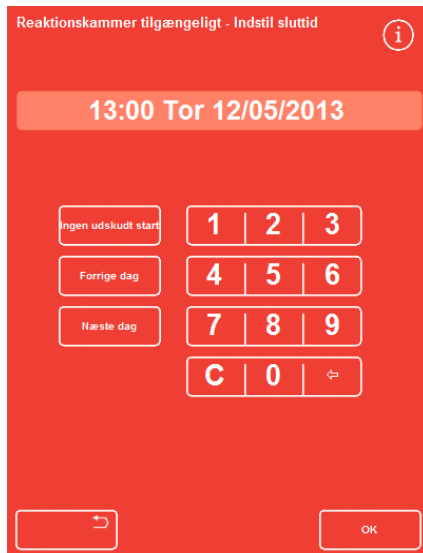 Reaktionskammer tilgængeligt - Indstil sluttid
i
13:00 Tor 12/05/2013
Ingen udskudt start
1 2 3
Forrige dag
4 5 6
Næste dag
7 8 9
C 0 ⇦
OK